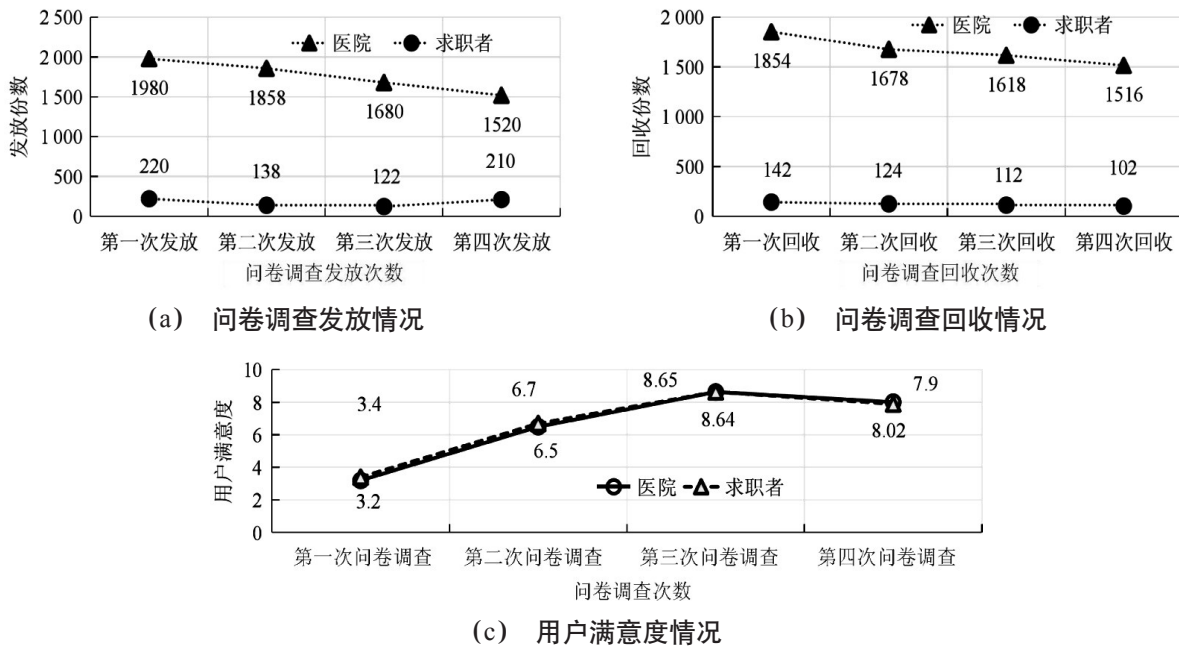 2 500
2 000
1 500
1 000
500
0
发放份数
医院 求职者
1980
1858
1680
1520
220
138
122
210
第一次发放 第二次发放 第三次发放 第四次发放
问卷调查发放次数
(a) 问卷调查发放情况
2 000
1 500
1 000
500
0
回收份数
医院 求职者
1854
1678
1618
1516
142
124
112
102
第一次回收 第二次回收 第三次回收 第四次回收
问卷调查回收次数
(b) 问卷调查回收情况
10
8
6
4
2
0
用户满意度
3.4
6.7
8.65
7.9
3.2
6.5
8.64
8.02
医院 求职者
第一次问卷调查 第二次问卷调查 第三次问卷调查 第四次问卷调查
问卷调查次数
(c) 用户满意度情况